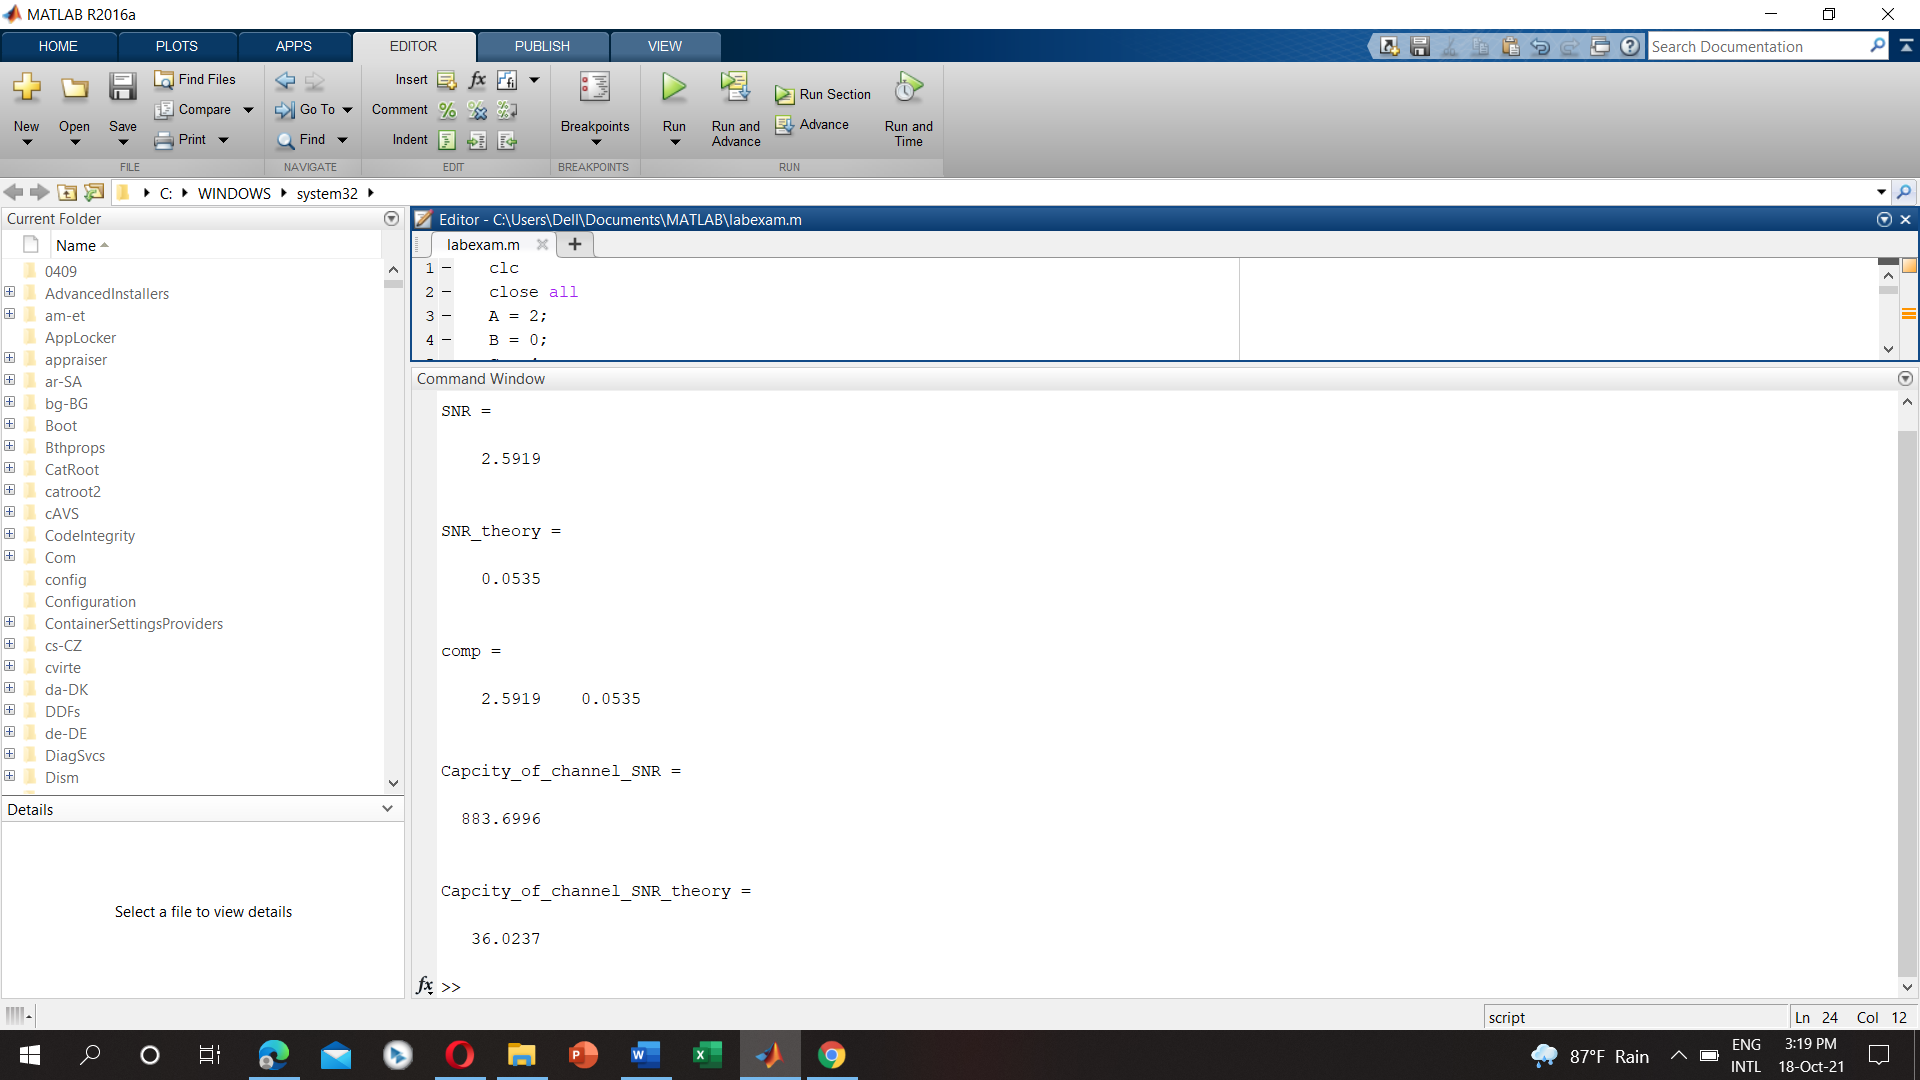 MATLAB R2016a
HOME PLOTS APPS EDITOR PUBLISH VIEW
Search Documentation
New Open Save
Find Files
Compare
Print
FILE
Go To
Find
NAVIGATE
Insert fx
Comment
Indent
EDIT
Breakpoints
BREAKPOINTS
Run
Run and Advance
Run Section
Advance
Run and Time
RUN
C: WINDOWS system32
Current Folder
Name
0409
AdvancedInstallers
am-et
AppLocker
appraiser
ar-SA
bg-BG
Boot
Bthprops
CatRoot
catroot2
cAVS
CodeIntegrity
Com
config
Configuration
ContainerSettingsProviders
cs-CZ
cvirte
da-DK
DDFs
de-DE
DiagSvcs
Dism
Details
Select a file to view details
Editor - C:\Users\Dell\Documents\MATLAB\labexam.m
labexam.m
1 – clc
2 – close all
3 – A = 2;
4 – B = 0;
Command Window
SNR =
2.5919
SNR_theory =
0.0535
comp =
2.5919 0.0535
Capcity_of_channel_SNR =
883.6996
Capcity_of_channel_SNR_theory =
36.0237
fx >>
script
Ln 24 Col 12
87°F Rain
ENG
INTL
3:19 PM
18-Oct-21